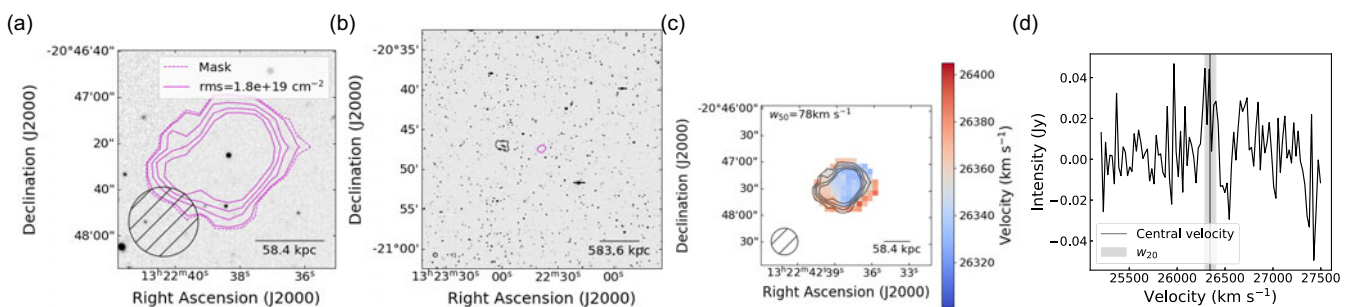 (a)
-20°46'40"
47'00"
20"
40"
48'00"
Declination (J2000)
Mask
rms=1.8e+19 cm⁻²
58.4 kpc
13ʰ22ᵐ40ˢ
38ˢ
36ˢ
Right Ascension (J2000)
(b)
-20°35'
40'
45'
50'
55'
-21°00'
Declination (J2000)
583.6 kpc
13ʰ23ᵐ30ˢ
00ˢ
22ᵐ30ˢ
00ˢ
Right Ascension (J2000)
(c)
-20°46'00"
30"
47'00"
30"
48'00"
30"
Declination (J2000)
w₅₀=78km s⁻¹
58.4 kpc
13ʰ22ᵐ42ˢ
39ˢ
36ˢ
33ˢ
Right Ascension (J2000)
26400
26380
26360
26340
26320
Velocity (km s⁻¹)
(d)
0.04
0.02
0.00
−0.02
−0.04
Intensity (Jy)
Central velocity
w₂₀
25500
26000
26500
27000
27500
Velocity (km s⁻¹)